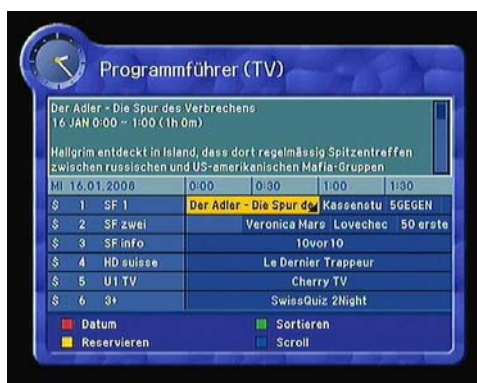 Programmführer (TV)
Der Adler - Die Spur des Verbrechens
16 JAN 0:00 ~ 1:00 (1h 0m)
Hallgrim entdeckt in Island, dass dort regelmässig Spitzentreffen
zwischen russischen und US-amerikanischen Mafia-Gruppen
MI 16.01.2008 0:00 0:30 1:00 1:30
$ 1 SF 1 Der Adler - Die Spur de Kassenstu 5GEGEN
$ 2 SF zwei Veronica Mars Lovechec 50 erste
$ 3 SF info 10vor10
$ 4 HD suisse Le Dernier Trappeur
$ 5 U1 TV Cherry TV
$ 6 3+ SwissQuiz 2Night
Datum Sortieren
Reservieren Scroll